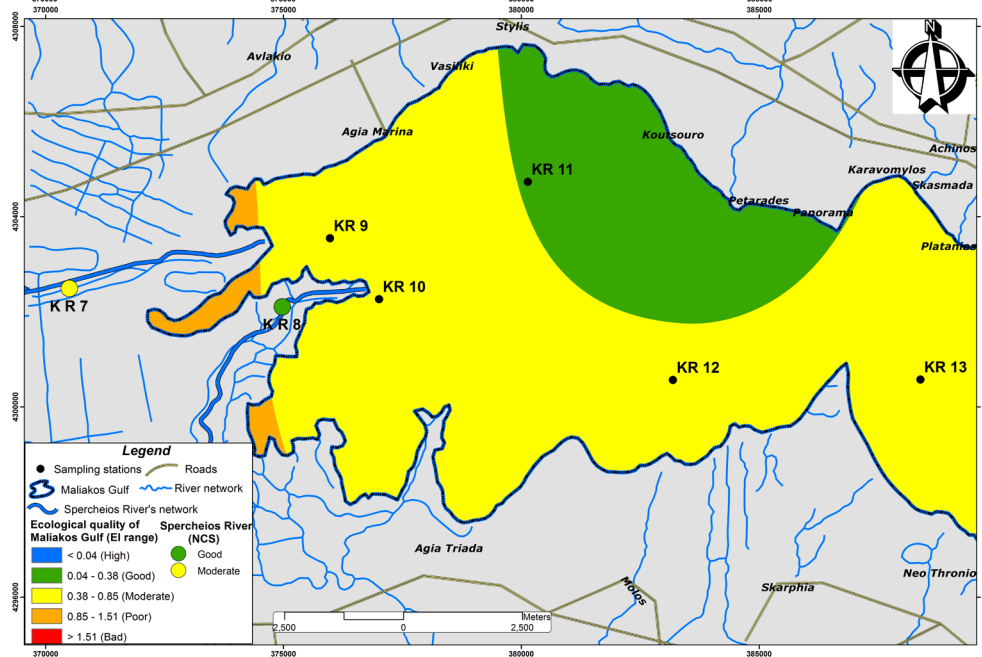 370000 375000 380000 385000
4308000
Stylis
N
Avlakio
Vasiliki
Agia Marina
Koutsouro
Achinos
KR 11
Karavomylos
Skasmada
Petarades
4304000
Panorama
KR 9
Platanias
KR 10
K R 7
K R 8
KR 12
KR 13
4300000
Legend
Sampling stations
Roads
Maliakos Gulf
River network
Spercheios River's network
Ecological quality of
Maliakos Gulf (EI range)
< 0.04 (High)
0.04 - 0.38 (Good)
0.38 - 0.85 (Moderate)
0.85 - 1.51 (Poor)
> 1.51 (Bad)
Spercheios River
(NCS)
Good
Moderate
Agia Triada
Neo Thronio
Molos
Skarphia
4296000
Meters
2,500 0 2,500
370000 375000 380000 385000